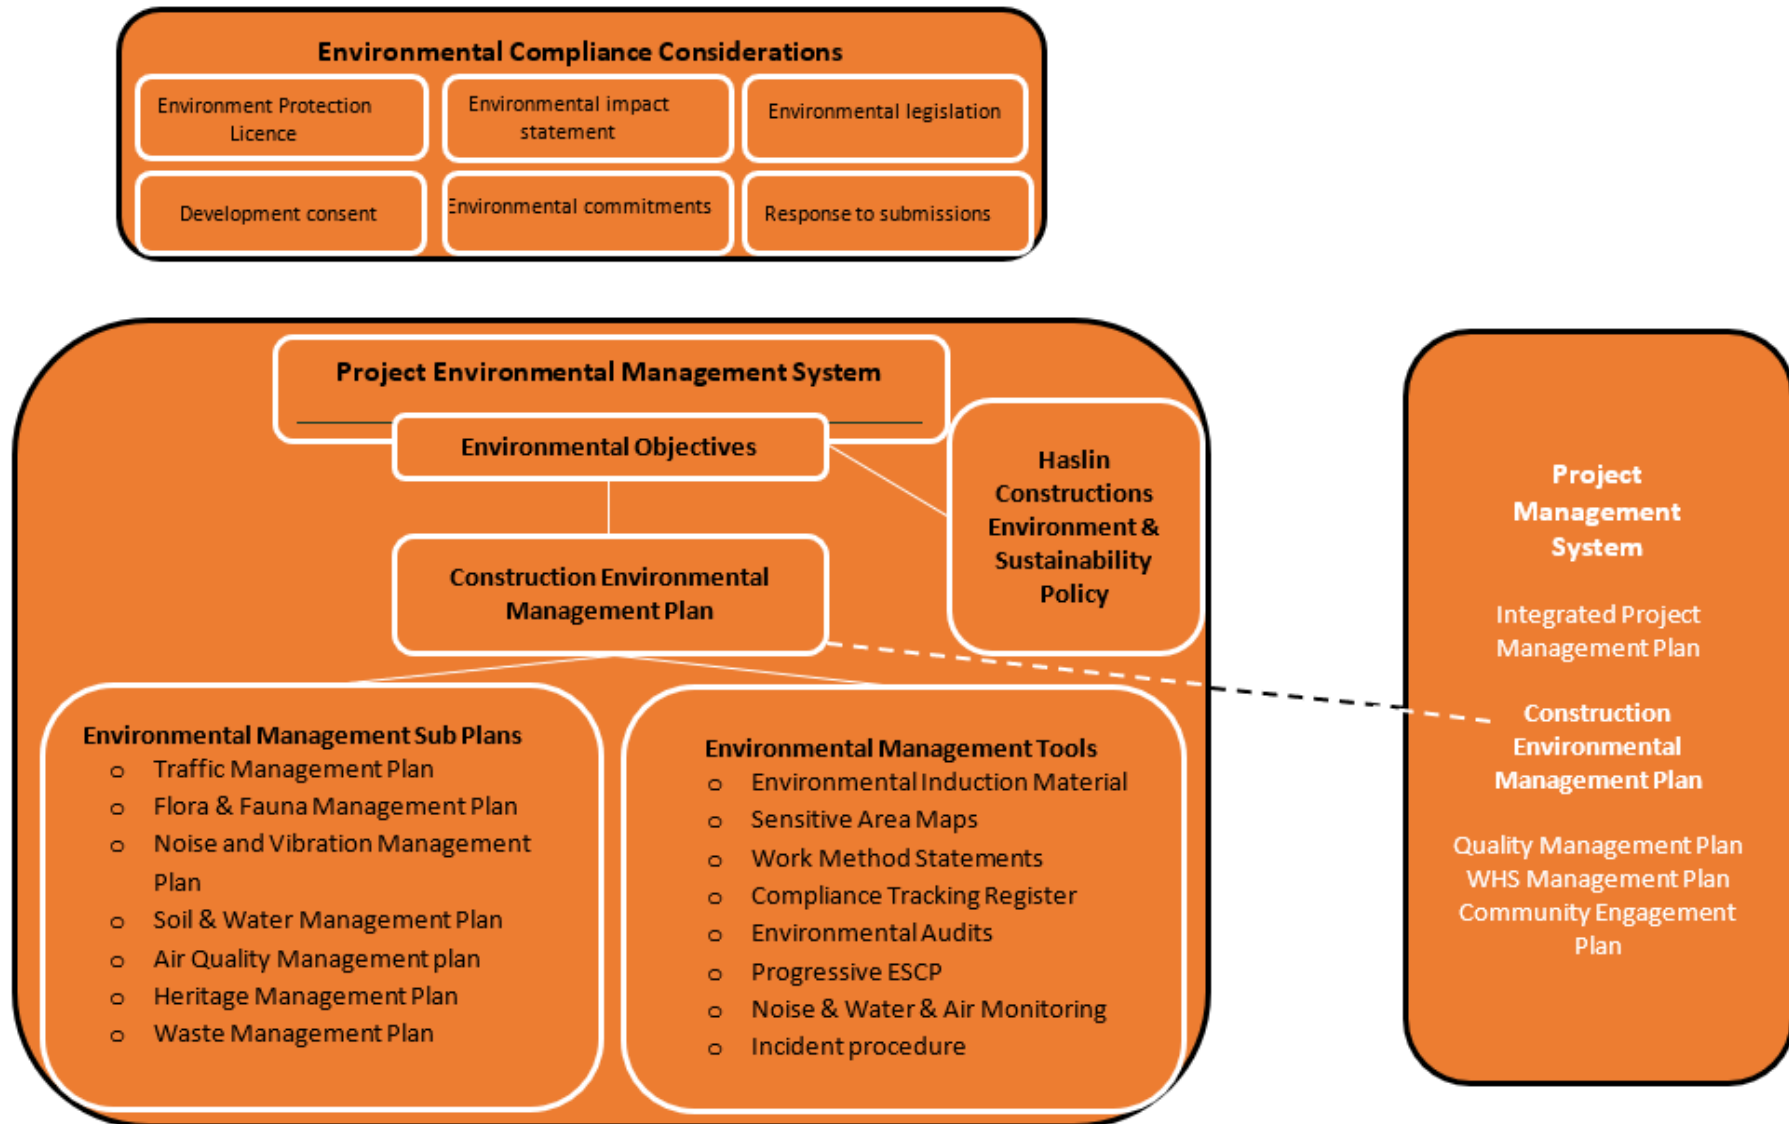 Environmental Compliance Considerations
Environment Protection
Licence
Environmental impact
statement
Environmental legislation
Development consent
Environmental commitments
Response to submissions
Project Environmental Management System
Environmental Objectives
Haslin
Constructions
Environment &
Sustainability
Policy
Construction Environmental
Management Plan
Environmental Management Sub Plans
o Traffic Management Plan
o Flora & Fauna Management Plan
o Noise and Vibration Management
Plan
o Soil & Water Management Plan
o Air Quality Management plan
o Heritage Management Plan
o Waste Management Plan
Environmental Management Tools
o Environmental Induction Material
o Sensitive Area Maps
o Work Method Statements
o Compliance Tracking Register
o Environmental Audits
o Progressive ESCP
o Noise & Water & Air Monitoring
o Incident procedure
Project
Management
System
Integrated Project
Management Plan
Construction
Environmental
Management Plan
Quality Management Plan
WHS Management Plan
Community Engagement
Plan